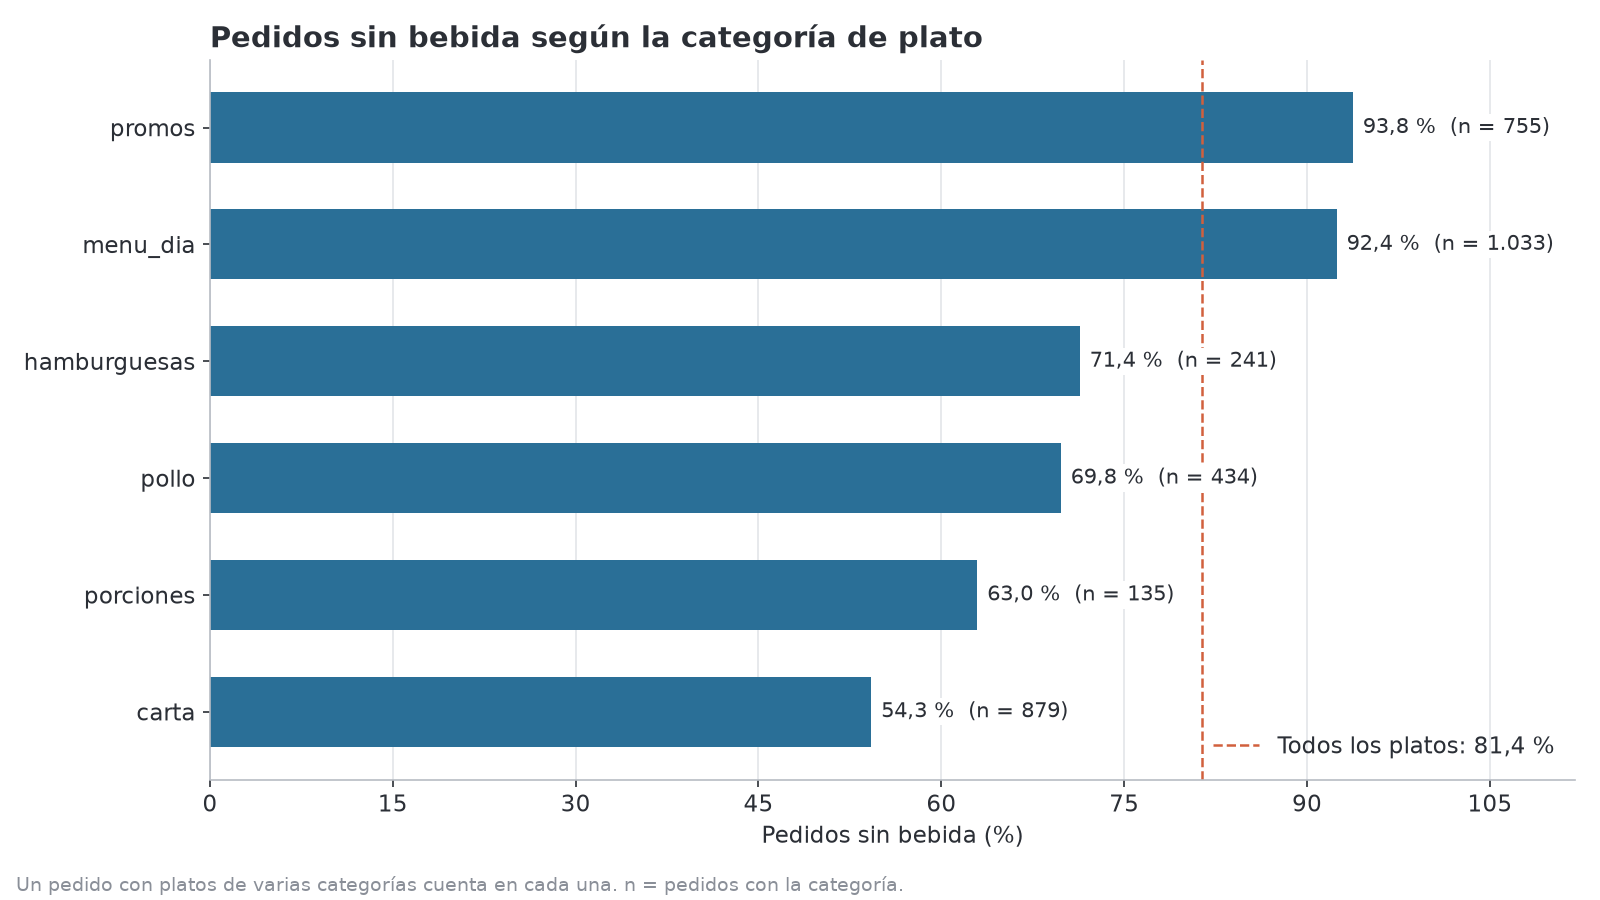 Pedidos sin bebida según la categoría de plato
promos
93,8 % (n = 755)
menu_dia
92,4 % (n = 1.033)
hamburguesas
71,4 % (n = 241)
pollo
69,8 % (n = 434)
porciones
63,0 % (n = 135)
carta
54,3 % (n = 879)
Todos los platos: 81,4 %
0 15 30 45 60 75 90 105
Pedidos sin bebida (%)
Un pedido con platos de varias categorías cuenta en cada una. n = pedidos con la categoría.